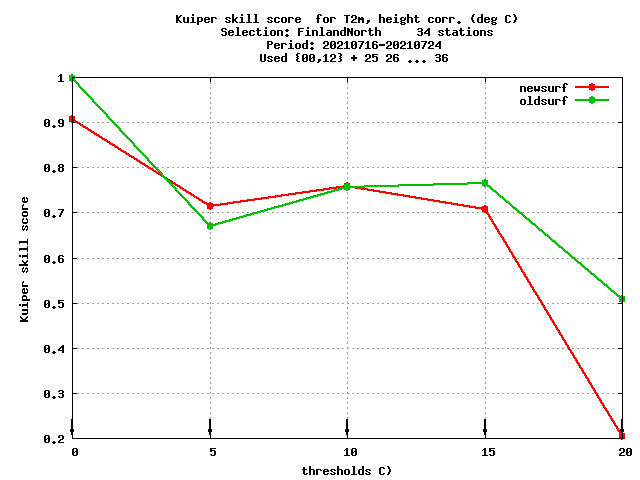 Kuiper skill score  for T2m, height corr. (deg C)
Selection: FinlandNorth     34 stations
Period: 20210716-20210724
Used {00,12} + 25 26 ... 36
newsurf
oldsurf
1
0.9
0.8
0.7
0.6
0.5
0.4
0.3
0.2
Kuiper skill score
0 5 10 15 20
thresholds C)